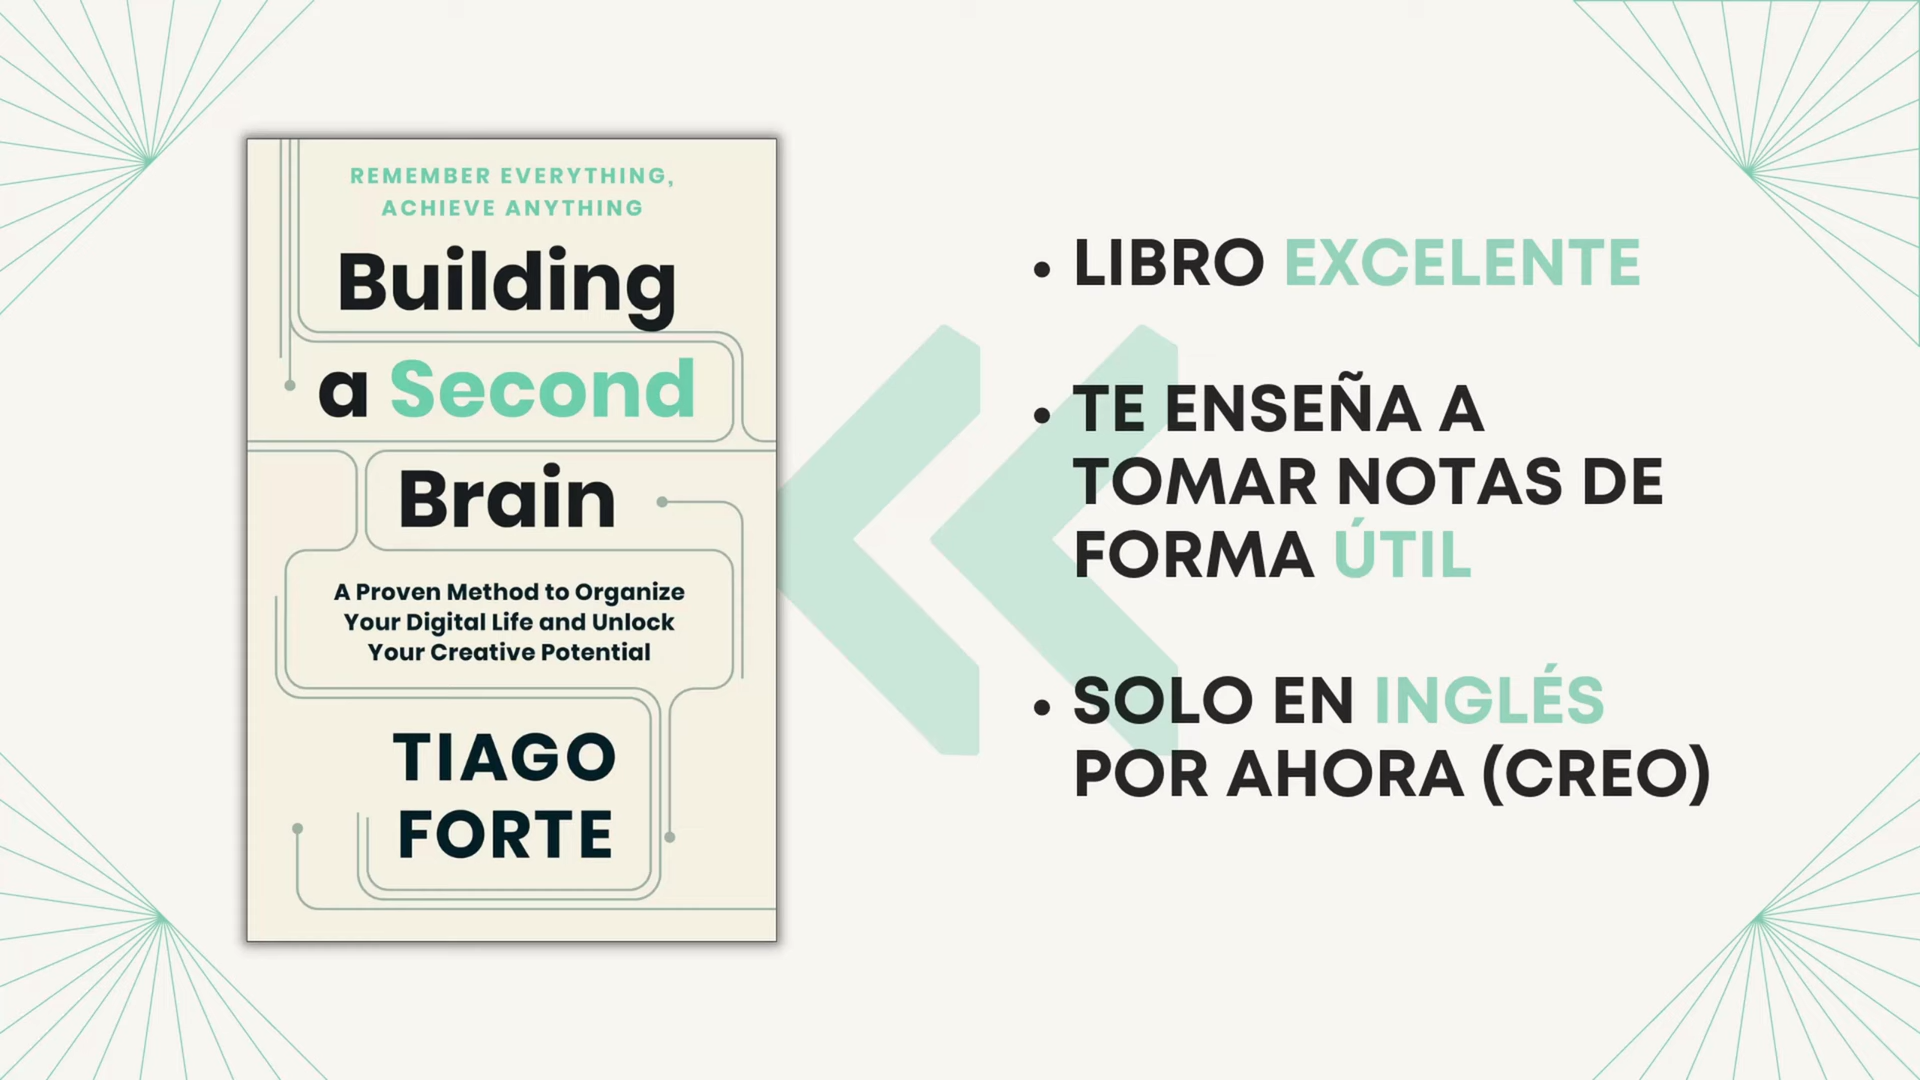 REMEMBER EVERYTHING,
ACHIEVE ANYTHING
Building
a Second
Brain
A Proven Method to Organize
Your Digital Life and Unlock
Your Creative Potential
TIAGO
FORTE
• LIBRO EXCELENTE
• TE ENSEÑA A
TOMAR NOTAS DE
FORMA ÚTIL
• SOLO EN INGLÉS
POR AHORA (CREO)